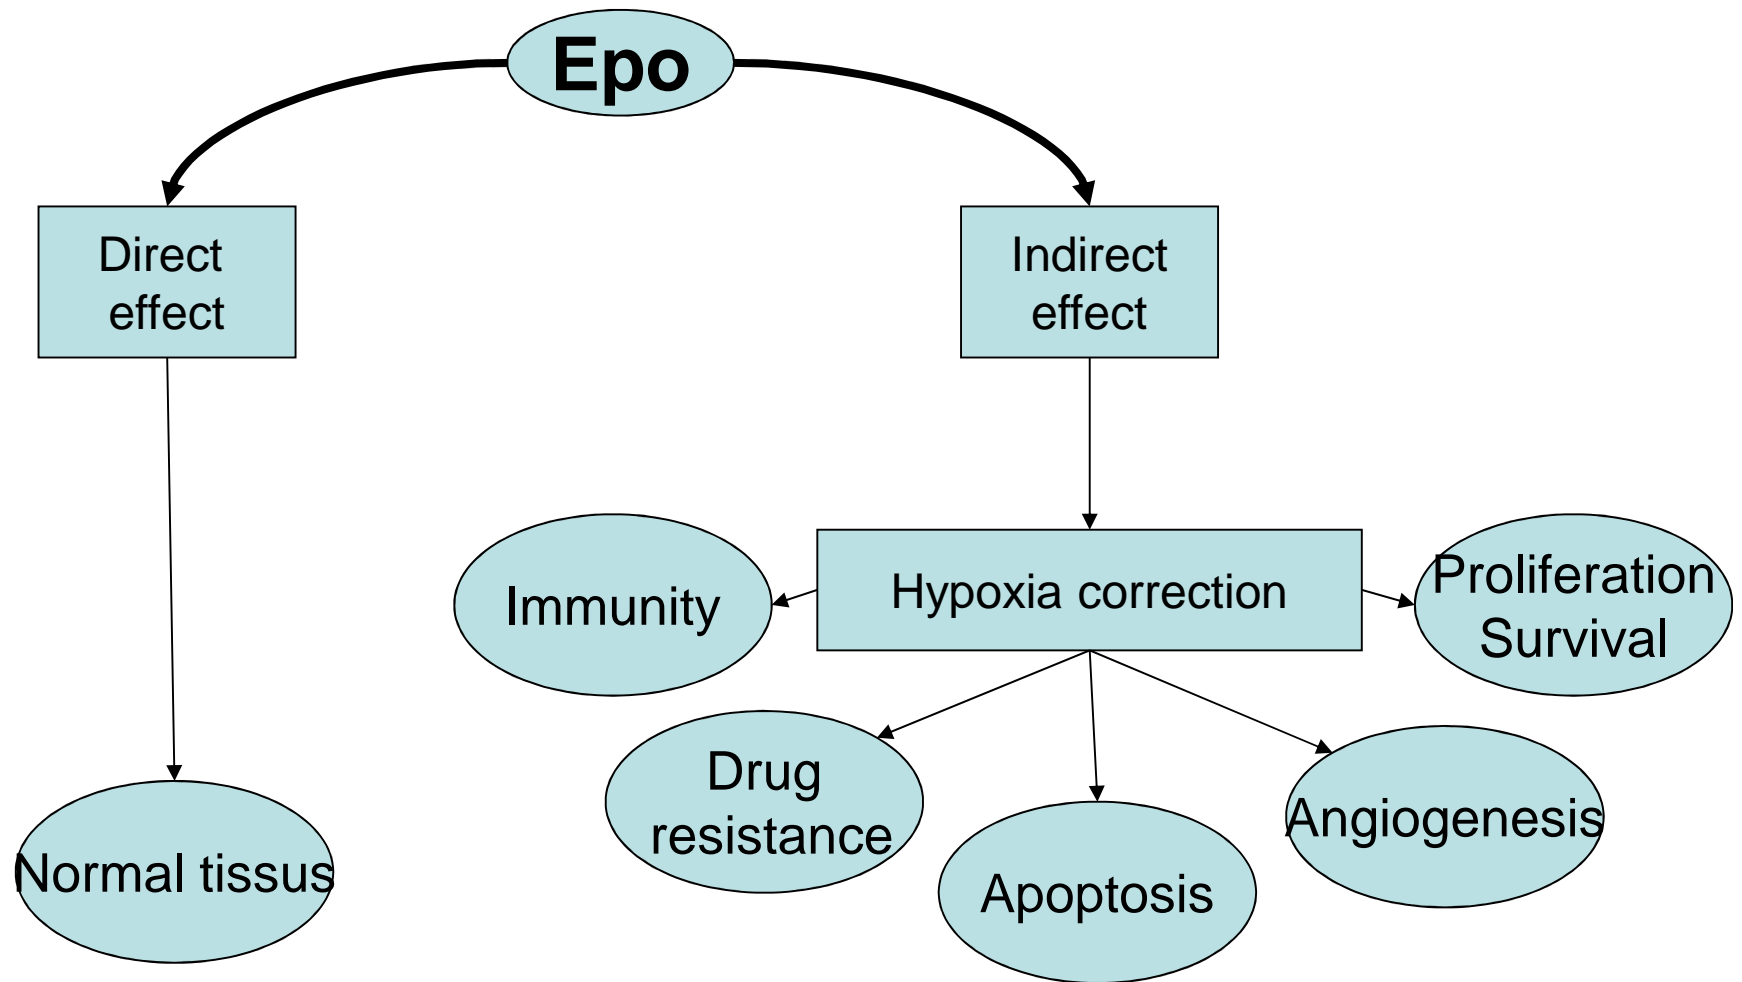 Epo
Direct
effect
Indirect
effect
Immunity
Hypoxia correction
Proliferation
Survival
Drug
resistance
Angiogenesis
Normal tissus
Apoptosis